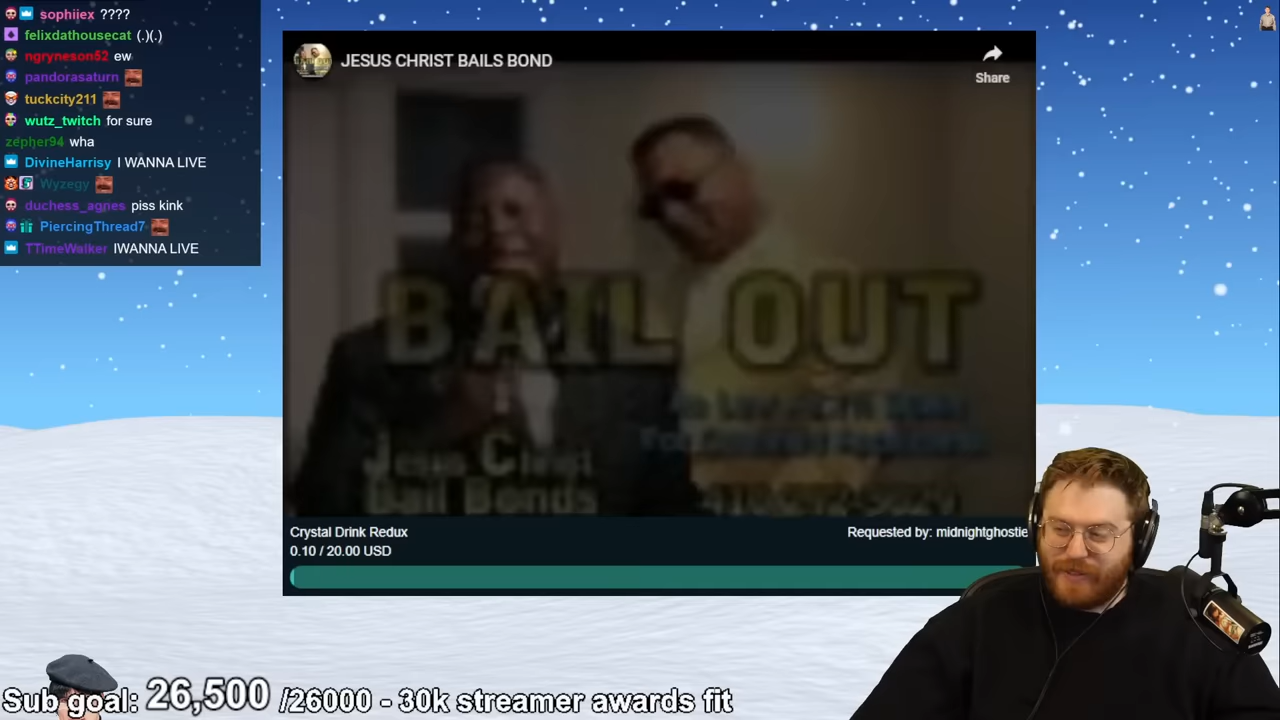 sophiiex ????
felixdathousecat (.)(.)
ngryneson52 ew
pandorasaturn
tuckcity211
wutz_twitch for sure
zepher94 wha
DivineHarrisy I WANNA LIVE
Wyzegy
duchess_agnes piss kink
PiercingThread7
TTimeWalker IWANNA LIVE
JESUS CHRIST BAILS BOND
Share
BAIL OUT
Jesus Christ
Bail Bonds
Crystal Drink Redux
Requested by: midnightghostie
0.10 / 20.00 USD
Sub goal: 26,500 /26000 - 30k streamer awards fit